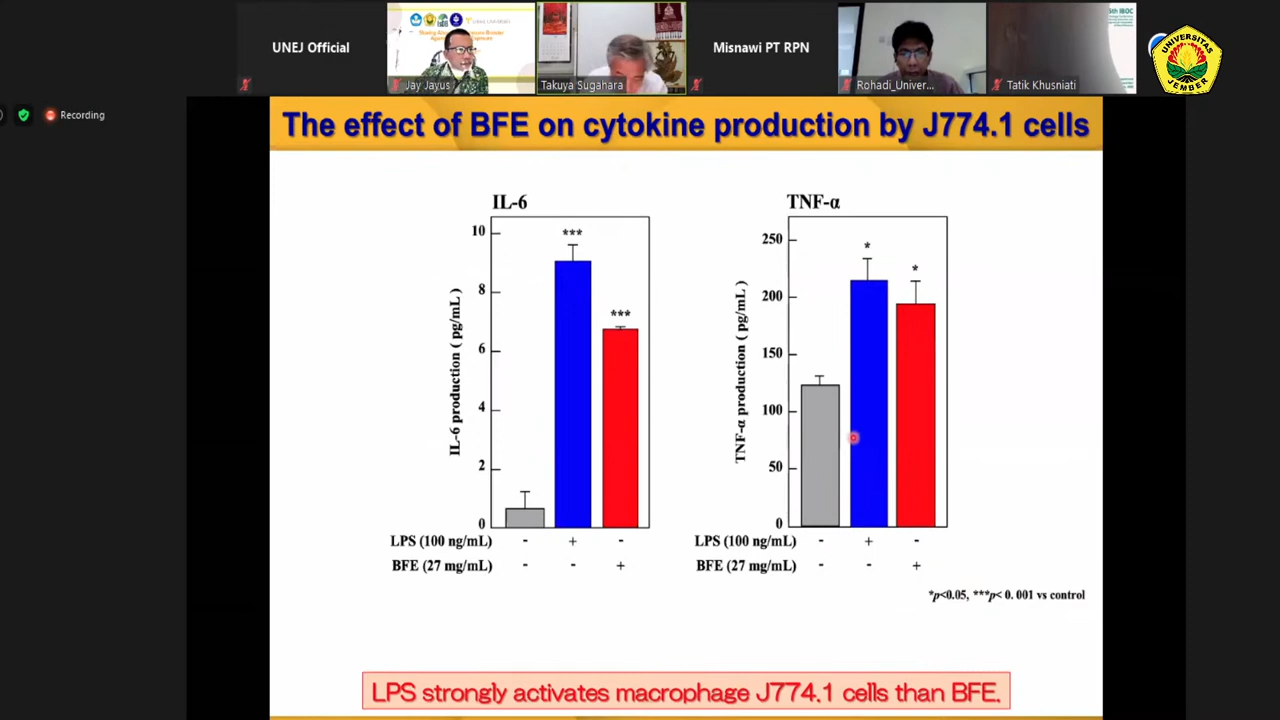 UNEJ Official
Jay Jayus
Takuya Sugahara
Misnawi PT RPN
Rohadi_Univer...
Tatik Khusniati
5th IBOC
UNIVERSITAS
JEMBER
Recording
The effect of BFE on cytokine production by J774.1 cells
IL-6
10
8
6
4
2
0
IL-6 production ( pg/mL )
***
***
LPS (100 ng/mL) - + -
BFE (27 mg/mL) - - +
TNF-α
250
200
150
100
50
0
TNF-α production ( pg/mL )
*
*
LPS (100 ng/mL) - + -
BFE (27 mg/mL) - - +
*p<0.05, ***p< 0. 001 vs control
LPS strongly activates macrophage J774.1 cells than BFE.